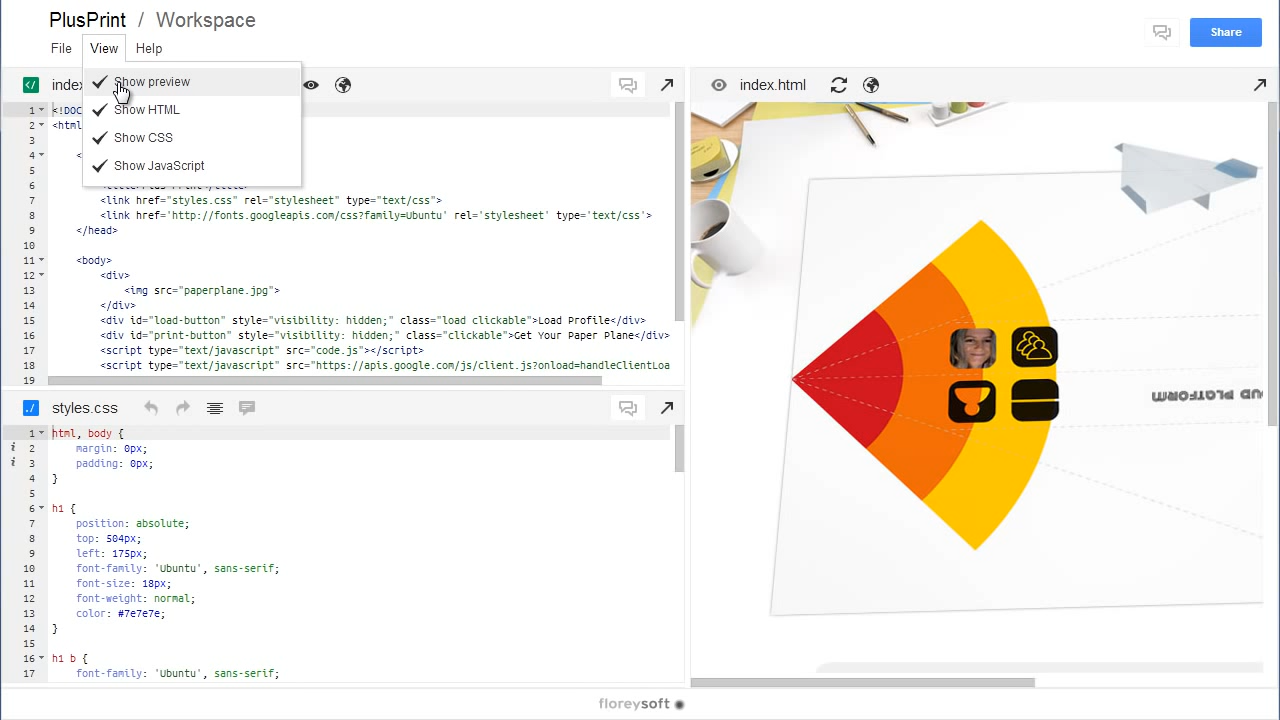 PlusPrint / Workspace
File View Help
Share
Show preview
Show HTML
Show CSS
Show JavaScript
index.html
1 <!DOC
2 <html
3
4 <
5
6
7 <link href="styles.css" rel="stylesheet" type="text/css">
8 <link href='http://fonts.googleapis.com/css?family=Ubuntu' rel='stylesheet' type='text/css'>
9 </head>
10
11 <body>
12 <div>
13 <img src="paperplane.jpg">
14 </div>
15 <div id="load-button" style="visibility: hidden;" class="load clickable">Load Profile</div>
16 <div id="print-button" style="visibility: hidden;" class="clickable">Get Your Paper Plane</div>
17 <script type="text/javascript" src="code.js"></script>
18 <script type="text/javascript" src="https://apis.google.com/js/client.js?onload=handleClientLoa
19
styles.css
1 html, body {
2 margin: 0px;
3 padding: 0px;
4 }
5
6 h1 {
7 position: absolute;
8 top: 504px;
9 left: 175px;
10 font-family: 'Ubuntu', sans-serif;
11 font-size: 18px;
12 font-weight: normal;
13 color: #7e7e7e;
14 }
15
16 h1 b {
17 font-family: 'Ubuntu', sans-serif;
UD PLATFORM
floreysoft